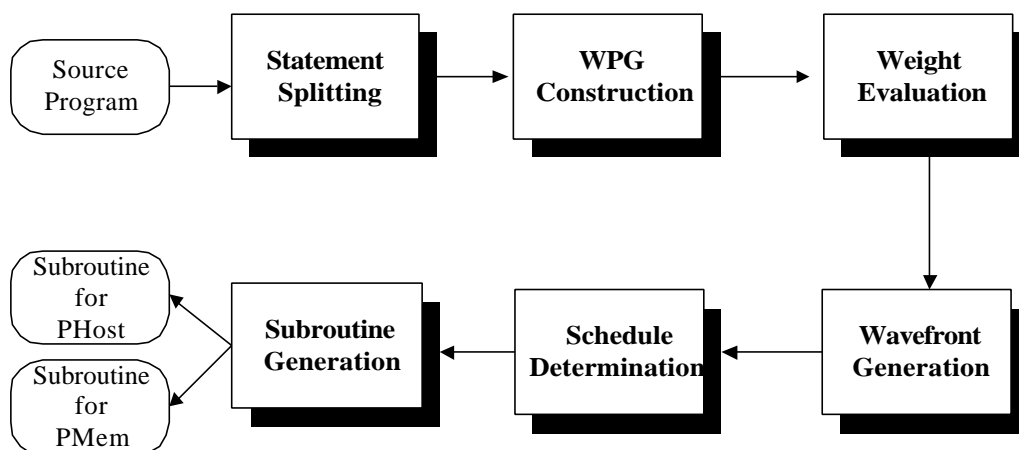 Source
Program
Statement
Splitting
WPG
Construction
Weight
Evaluation
Subroutine
for
PHost
Subroutine
for
PMem
Subroutine
Generation
Schedule
Determination
Wavefront
Generation